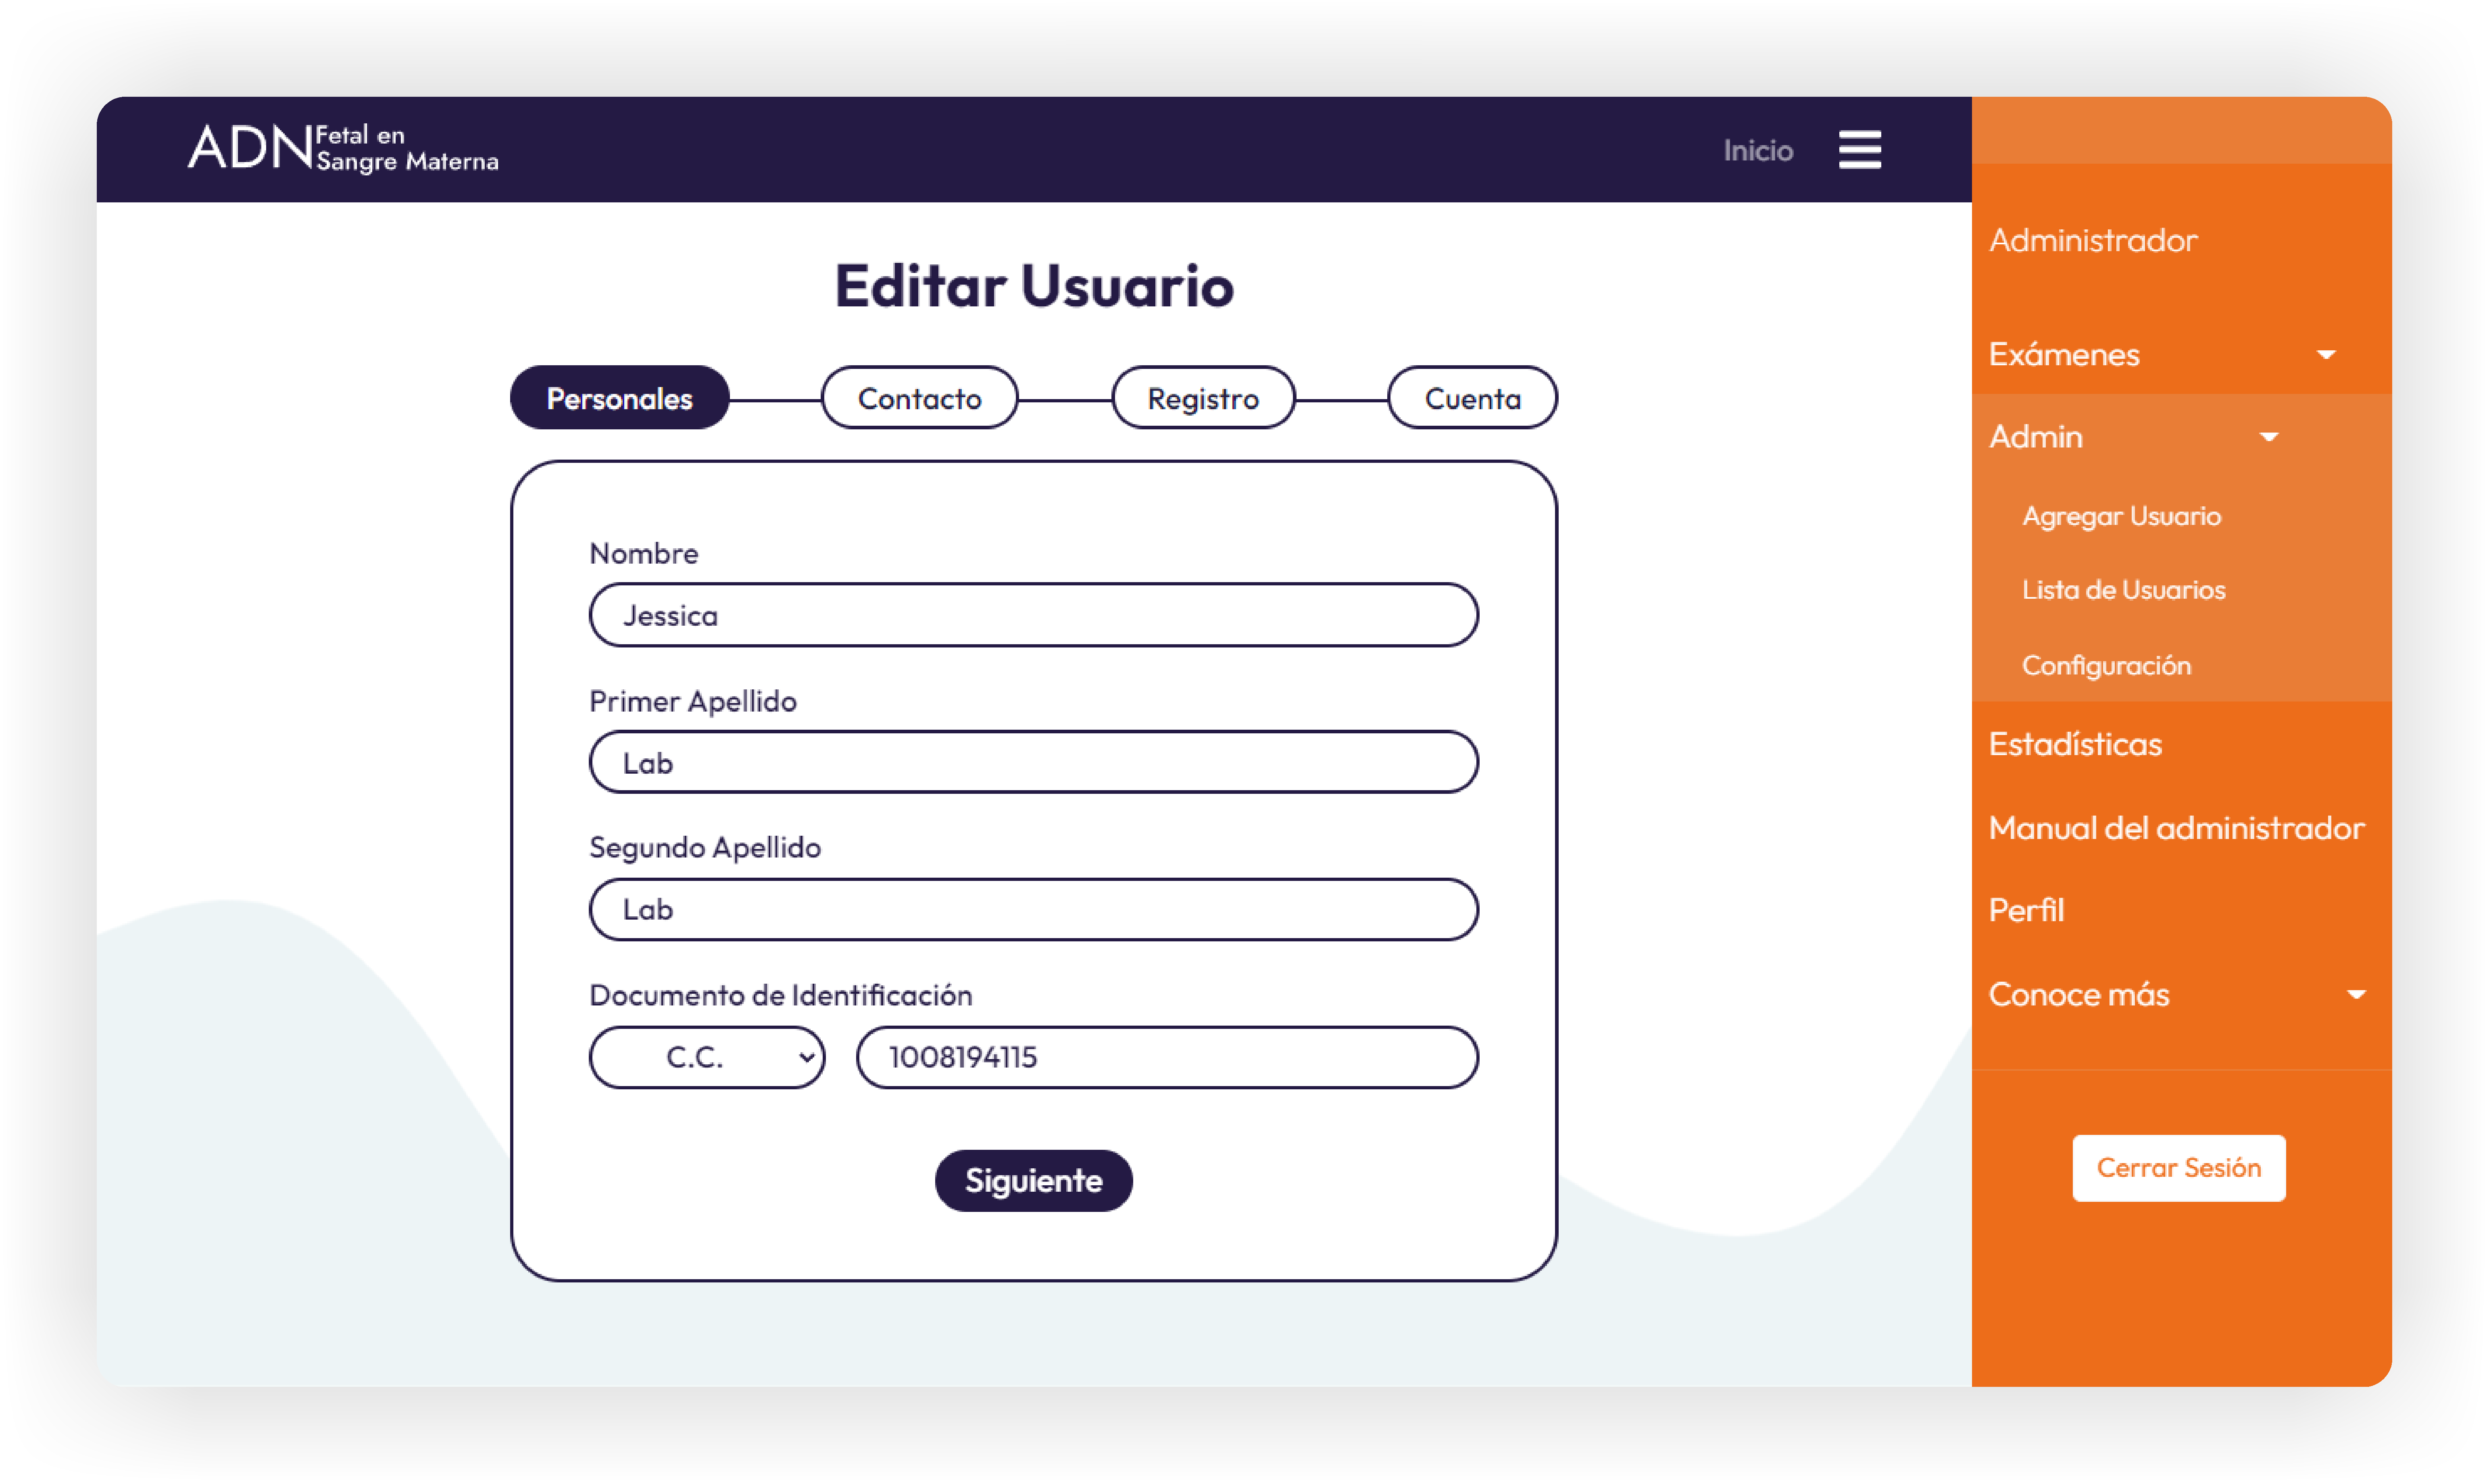 ADN Fetal en
Sangre Materna
Inicio
Editar Usuario
Personales
Contacto
Registro
Cuenta
Nombre
Jessica
Primer Apellido
Lab
Segundo Apellido
Lab
Documento de Identificación
C.C.
1008194115
Siguiente
Administrador
Exámenes
Admin
Agregar Usuario
Lista de Usuarios
Configuración
Estadísticas
Manual del administrador
Perfil
Conoce más
Cerrar Sesión